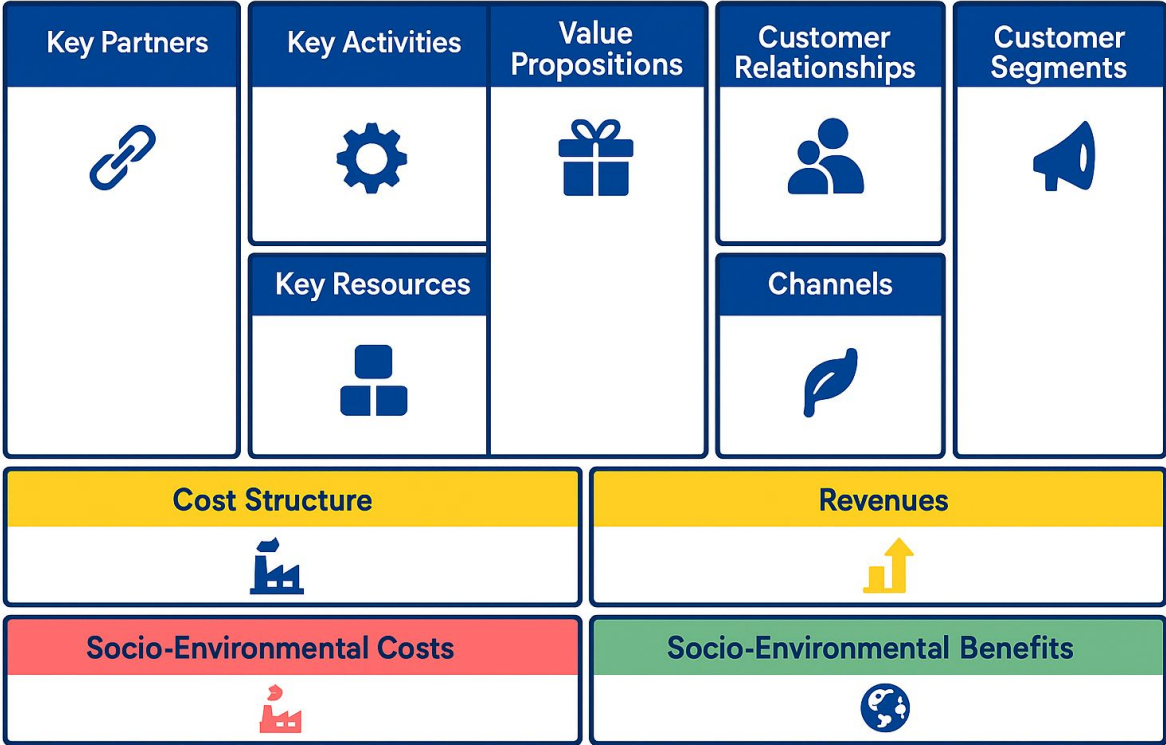 Key Partners
Key Activities
Value
Propositions
Customer
Relationships
Customer
Segments
Key Resources
Channels
Cost Structure
Revenues
Socio-Environmental Costs
Socio-Environmental Benefits